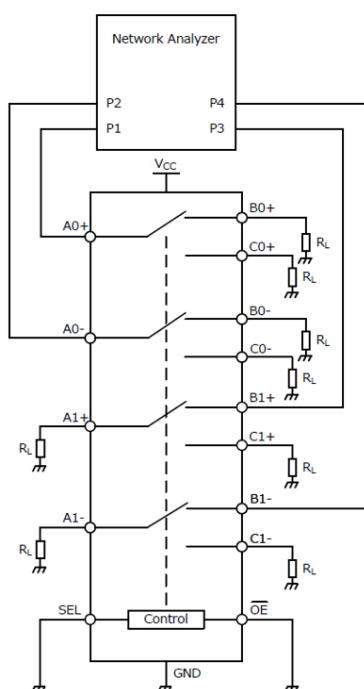 Network Analyzer
P2 P4
P1 P3
VCC
A0+ B0+
RL
C0+
RL
A0- B0-
RL
C0-
RL
A1+ B1+
RL
C1+
RL
A1- B1-
RL
C1-
RL
SEL Control OE
GND